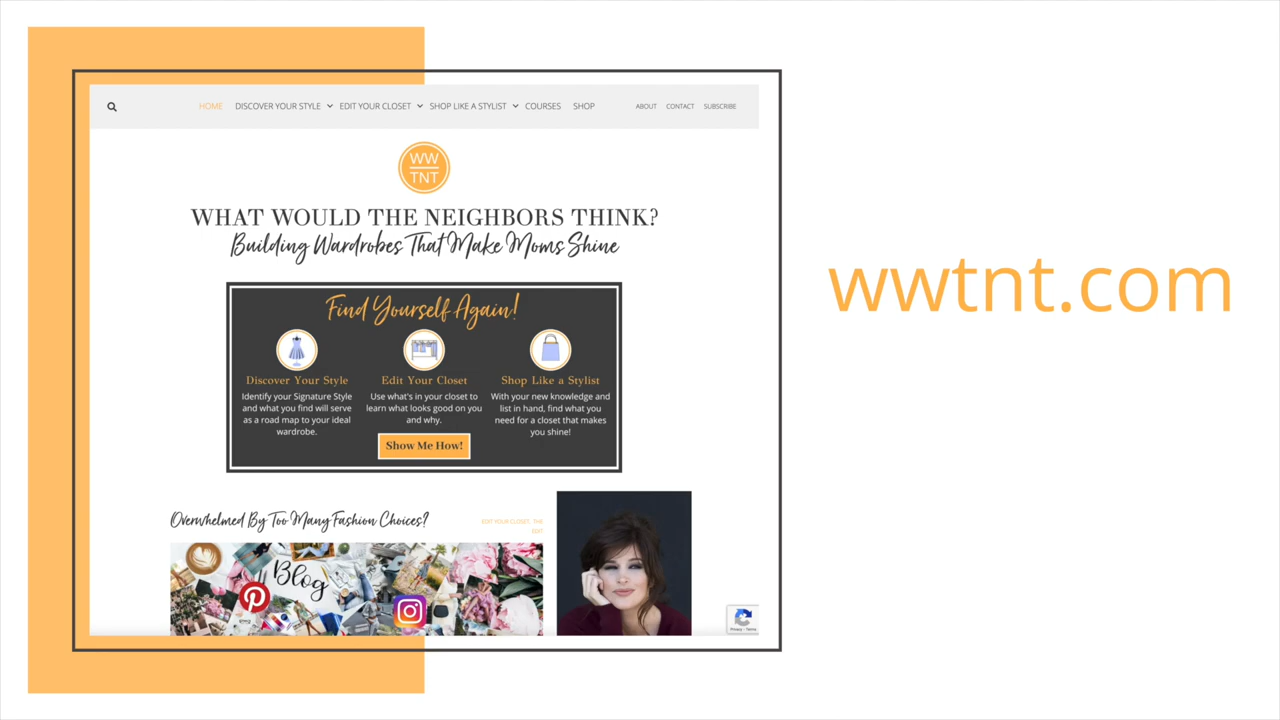 HOME DISCOVER YOUR STYLE EDIT YOUR CLOSET SHOP LIKE A STYLIST COURSES SHOP ABOUT CONTACT SUBSCRIBE
WW
TNT
WHAT WOULD THE NEIGHBORS THINK?
Building Wardrobes That Make Moms Shine
Find Yourself Again!
Discover Your Style
Identify your Signature Style
and what you find will serve
as a road map to your ideal
wardrobe.
Edit Your Closet
Use what's in your closet to
learn what looks good on you
and why.
Shop Like a Stylist
With your new knowledge and
list in hand, find what you
need for a closet that makes
you shine!
Show Me How!
Overwhelmed By Too Many Fashion Choices?
EDIT YOUR CLOSET, THE
EDIT
Blog
Privacy - Terms
wwtnt.com